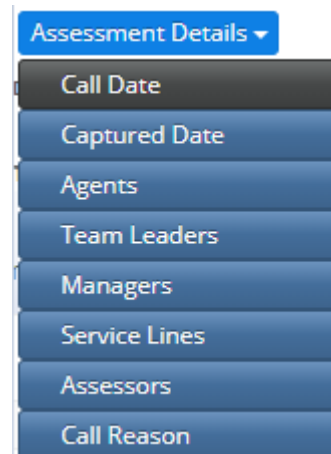 Assessment Details
Call Date
Captured Date
Agents
Team Leaders
Managers
Service Lines
Assessors
Call Reason